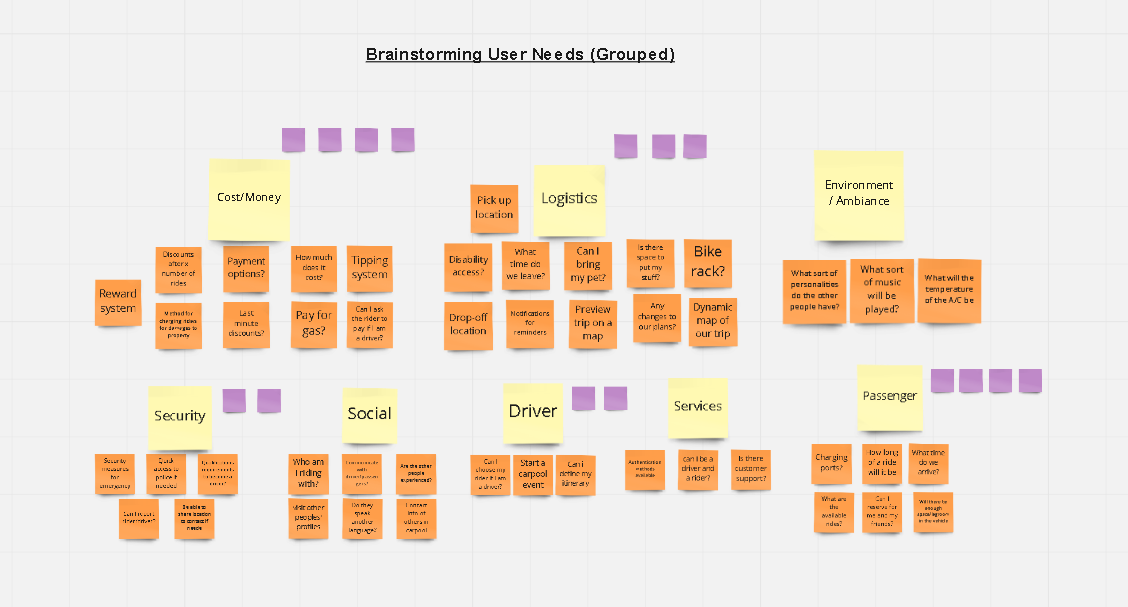 Brainstorming User Needs (Grouped)
Cost/Money
Reward
system
Discounts
after x
number of
rides
Payment
options?
How much
does it
cost?
Tipping
system
Method for
charging riders
for damages to
property
Last
minute
discounts?
Pay for
gas?
Can I ask
the rider to
pay if I am
a driver?
Logistics
Pick up
location
Disability
access?
What
time do
we leave?
Can I
bring
my pet?
Is there
space to
put my
stuff?
Bike
rack?
Drop-off
location
Notifications
for
reminders
Preview
trip on a
map
Any
changes to
our plans?
Dynamic
map of
our trip
Environment
/ Ambiance
What sort of
personalities
do the other
people have?
What sort
of music
will be
played?
What will the
temperature
of the A/C be
Security
Security
measures
for
emergency
Quick
access to
police if
needed
Can I report
rider/driver?
Be able to
share location
to contact if
needed
Social
Who am
I riding
with?
Communicate
with
Are the other
people
experienced?
Visit other
peoples'
profiles
Do they
speak
another
language?
Contact
info of
others in
carpool
Driver
Can I
choose my
rider if I am
a driver?
Start a
carpool
event
Can I
define my
itinerary
Services
Authentication
methods
available
can I be a
driver and
a rider?
Is there
customer
support?
Passenger
Charging
ports?
How long
of a ride
will it be
What time
do we
arrive?
What are
the
available
rides?
Can I
reserve for
me and my
friends?
Will there be
enough
space/legroom
in the vehicle